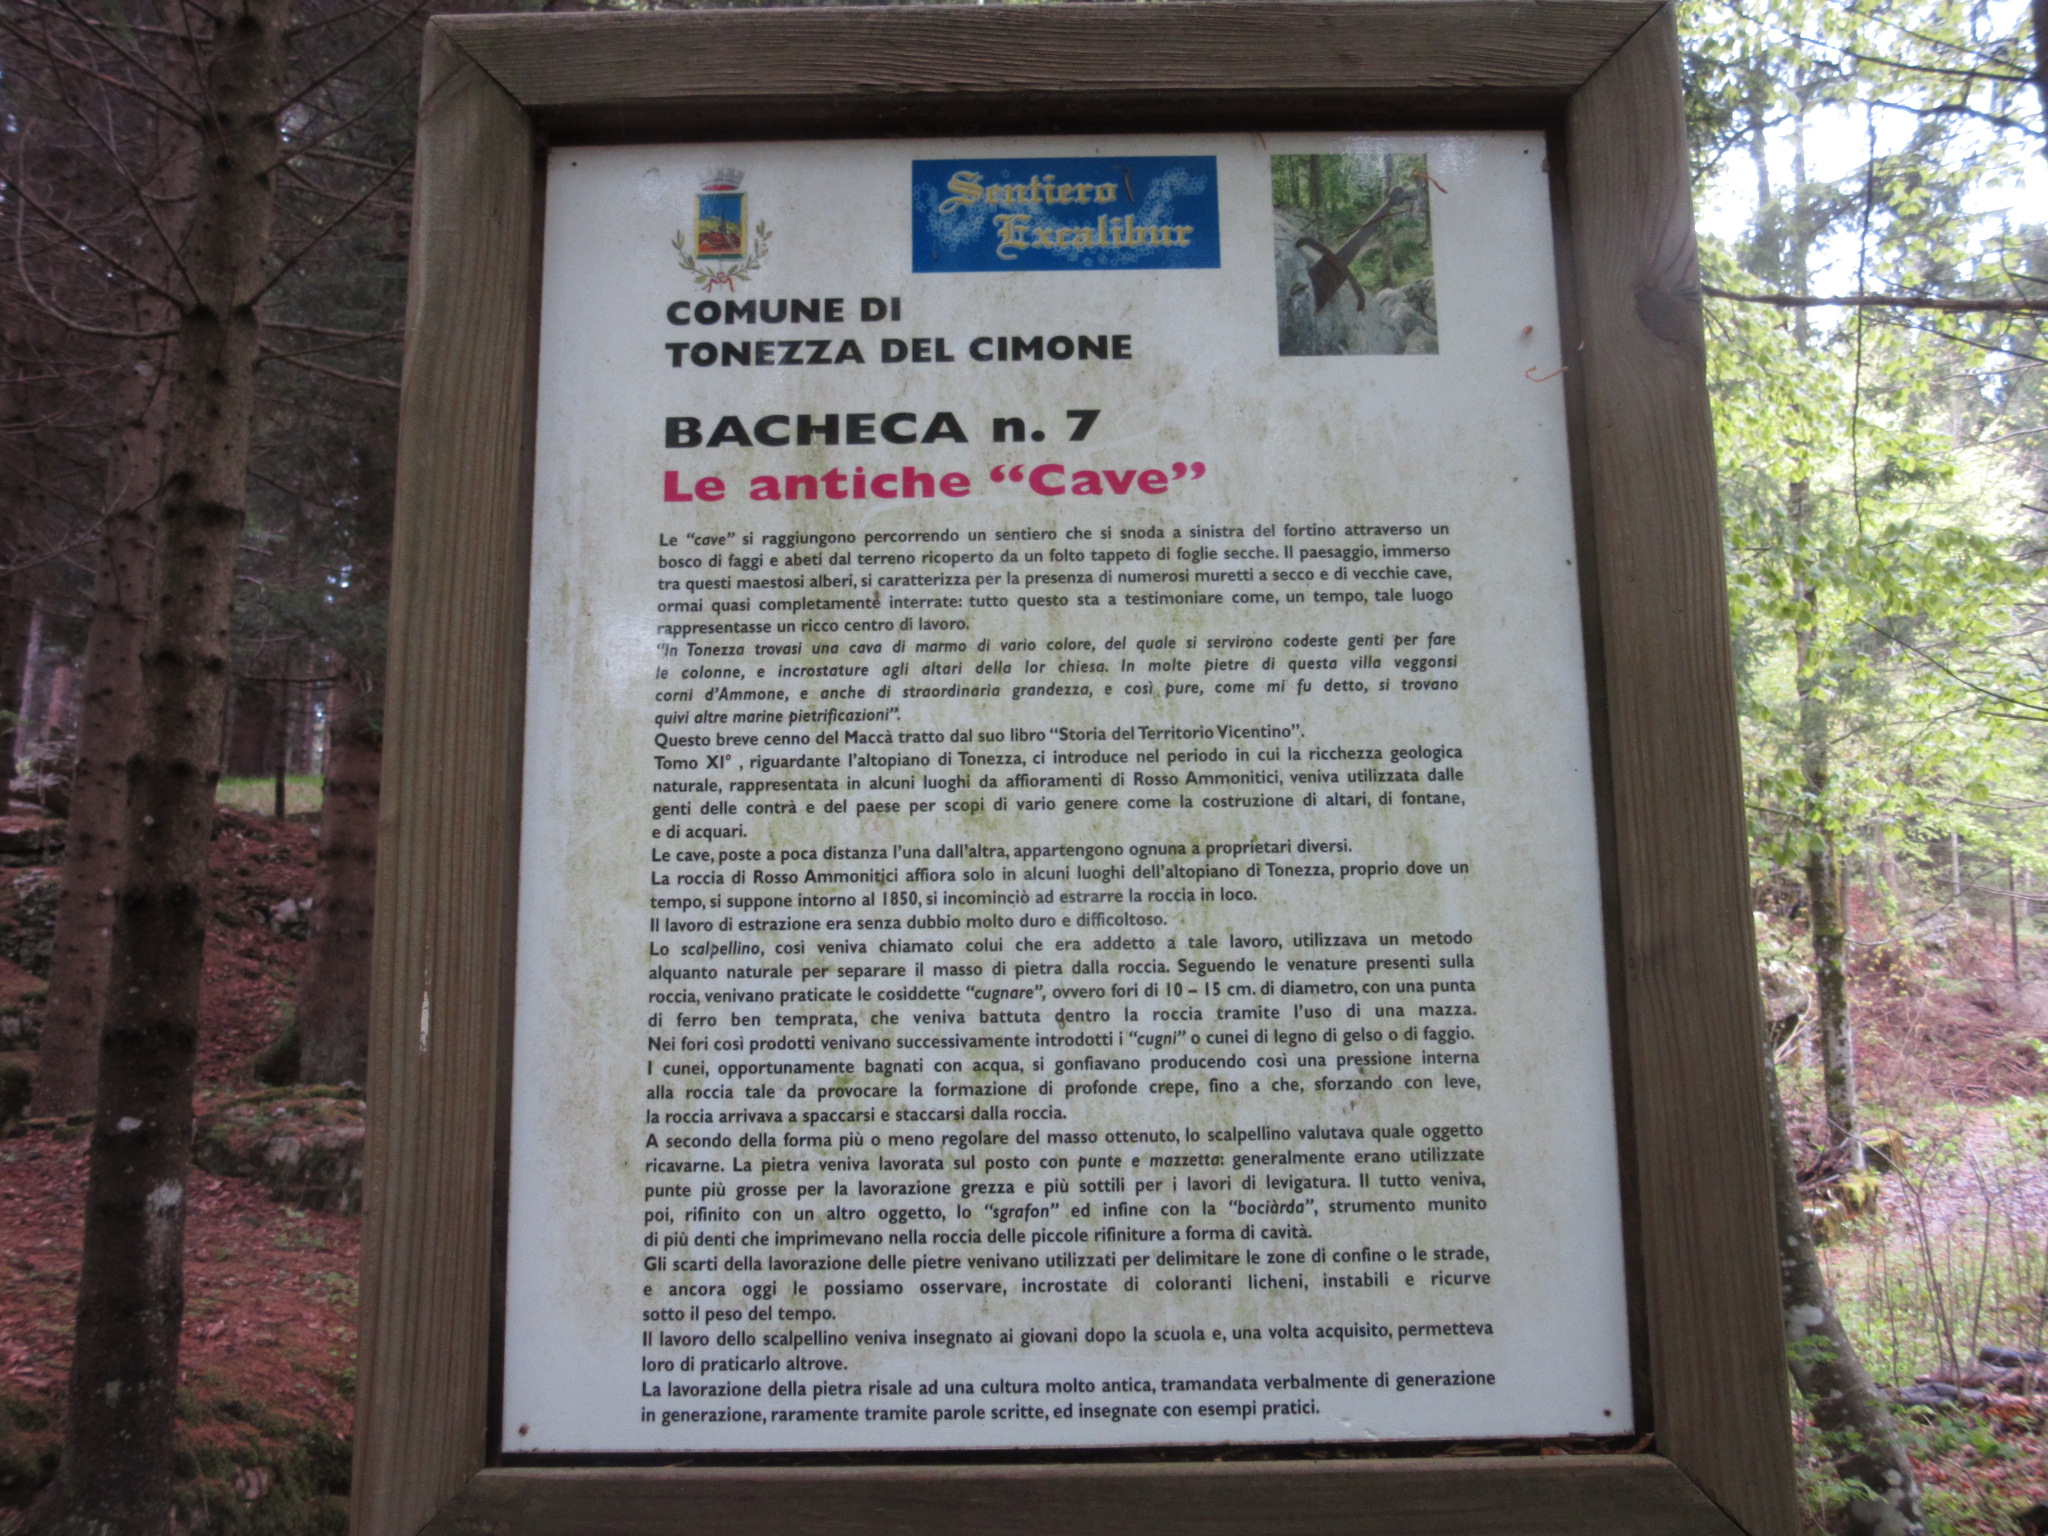 Sentiero
Excalibur
COMUNE DI
TONEZZA DEL CIMONE
BACHECA n. 7
Le antiche “Cave”
Le “cave” si raggiungono percorrendo un sentiero che si snoda a sinistra del fortino attraverso un
bosco di faggi e abeti dal terreno ricoperto da un folto tappeto di foglie secche. Il paesaggio, immerso
tra questi maestosi alberi, si caratterizza per la presenza di numerosi muretti a secco e di vecchie cave,
ormai quasi completamente interrate: tutto questo sta a testimoniare come, un tempo, tale luogo
rappresentasse un ricco centro di lavoro.
“In Tonezza trovasi una cava di marmo di vario colore, del quale si servirono codeste genti per fare
le colonne, e incrostature agli altari della lor chiesa. In molte pietre di questa villa veggonsi
corni d’Ammone, e anche di straordinaria grandezza, e così pure, come mi fu detto, si trovano
quivi altre marine pietrificazioni”.
Questo breve cenno del Maccà tratto dal suo libro “Storia del Territorio Vicentino”.
Tomo XI° , riguardante l’altopiano di Tonezza, ci introduce nel periodo in cui la ricchezza geologica
naturale, rappresentata in alcuni luoghi da affioramenti di Rosso Ammonitici, veniva utilizzata dalle
genti delle contrà e del paese per scopi di vario genere come la costruzione di altari, di fontane,
e di acquari.
Le cave, poste a poca distanza l’una dall’altra, appartengono ognuna a proprietari diversi.
La roccia di Rosso Ammonitici affiora solo in alcuni luoghi dell’altopiano di Tonezza, proprio dove un
tempo, si suppone intorno al 1850, si incominciò ad estrarre la roccia in loco.
Il lavoro di estrazione era senza dubbio molto duro e difficoltoso.
Lo scalpellino, così veniva chiamato colui che era addetto a tale lavoro, utilizzava un metodo
alquanto naturale per separare il masso di pietra dalla roccia. Seguendo le venature presenti sulla
roccia, venivano praticate le cosiddette “cugnare”, ovvero fori di 10 – 15 cm. di diametro, con una punta
di ferro ben temprata, che veniva battuta dentro la roccia tramite l’uso di una mazza.
Nei fori così prodotti venivano successivamente introdotti i “cugni” o cunei di legno di gelso o di faggio.
I cunei, opportunamente bagnati con acqua, si gonfiavano producendo così una pressione interna
alla roccia tale da provocare la formazione di profonde crepe, fino a che, sforzando con leve,
la roccia arrivava a spaccarsi e staccarsi dalla roccia.
A secondo della forma più o meno regolare del masso ottenuto, lo scalpellino valutava quale oggetto
ricavarne. La pietra veniva lavorata sul posto con punte e mazzetta: generalmente erano utilizzate
punte più grosse per la lavorazione grezza e più sottili per i lavori di levigatura. Il tutto veniva,
poi, rifinito con un altro oggetto, lo “sgrafon” ed infine con la “bociàrda”, strumento munito
di più denti che imprimevano nella roccia delle piccole rifiniture a forma di cavità.
Gli scarti della lavorazione delle pietre venivano utilizzati per delimitare le zone di confine o le strade,
e ancora oggi le possiamo osservare, incrostate di coloranti licheni, instabili e ricurve
sotto il peso del tempo.
Il lavoro dello scalpellino veniva insegnato ai giovani dopo la scuola e, una volta acquisito, permetteva
loro di praticarlo altrove.
La lavorazione della pietra risale ad una cultura molto antica, tramandata verbalmente di generazione
in generazione, raramente tramite parole scritte, ed insegnate con esempi pratici.